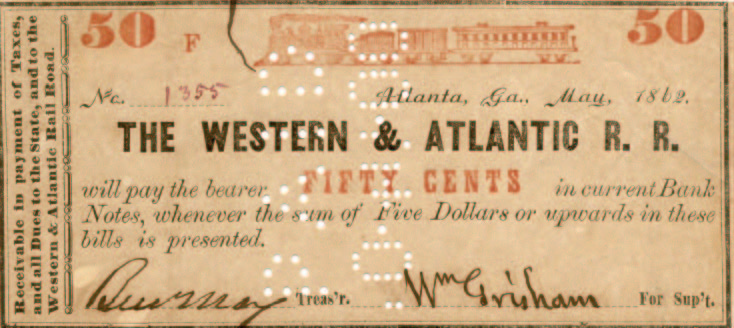 50 F 50
No. 1355 Atlanta, Ga., May, 1862.
THE WESTERN & ATLANTIC R. R.
will pay the bearer FIFTY CENTS in current Bank
Notes, whenever the sum of Five Dollars or upwards in these
bills is presented.
Treas'r. Wm Grisham For Sup't.
Receivable in payment of Taxes,
and all Dues to the State, and to the
Western & Atlantic Rail Road.